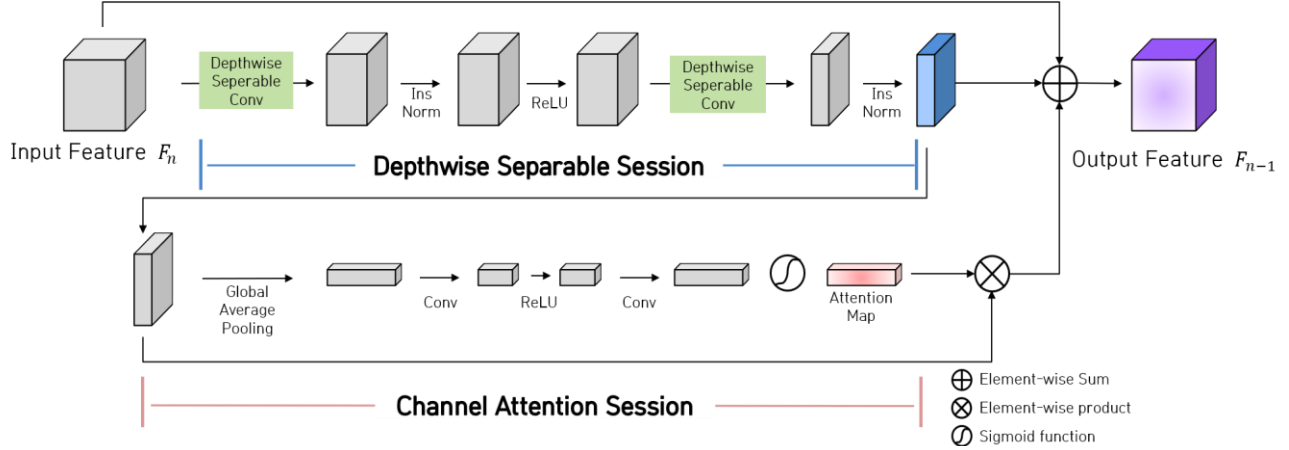 Depthwise
Seperable
Conv
Ins
Norm
ReLU
Depthwise
Seperable
Conv
Ins
Norm
Input Feature Fₙ
Output Feature Fₙ₋₁
Depthwise Separable Session
Global
Average
Pooling
Conv
ReLU
Conv
Attention
Map
Channel Attention Session
Element-wise Sum
Element-wise product
Sigmoid function